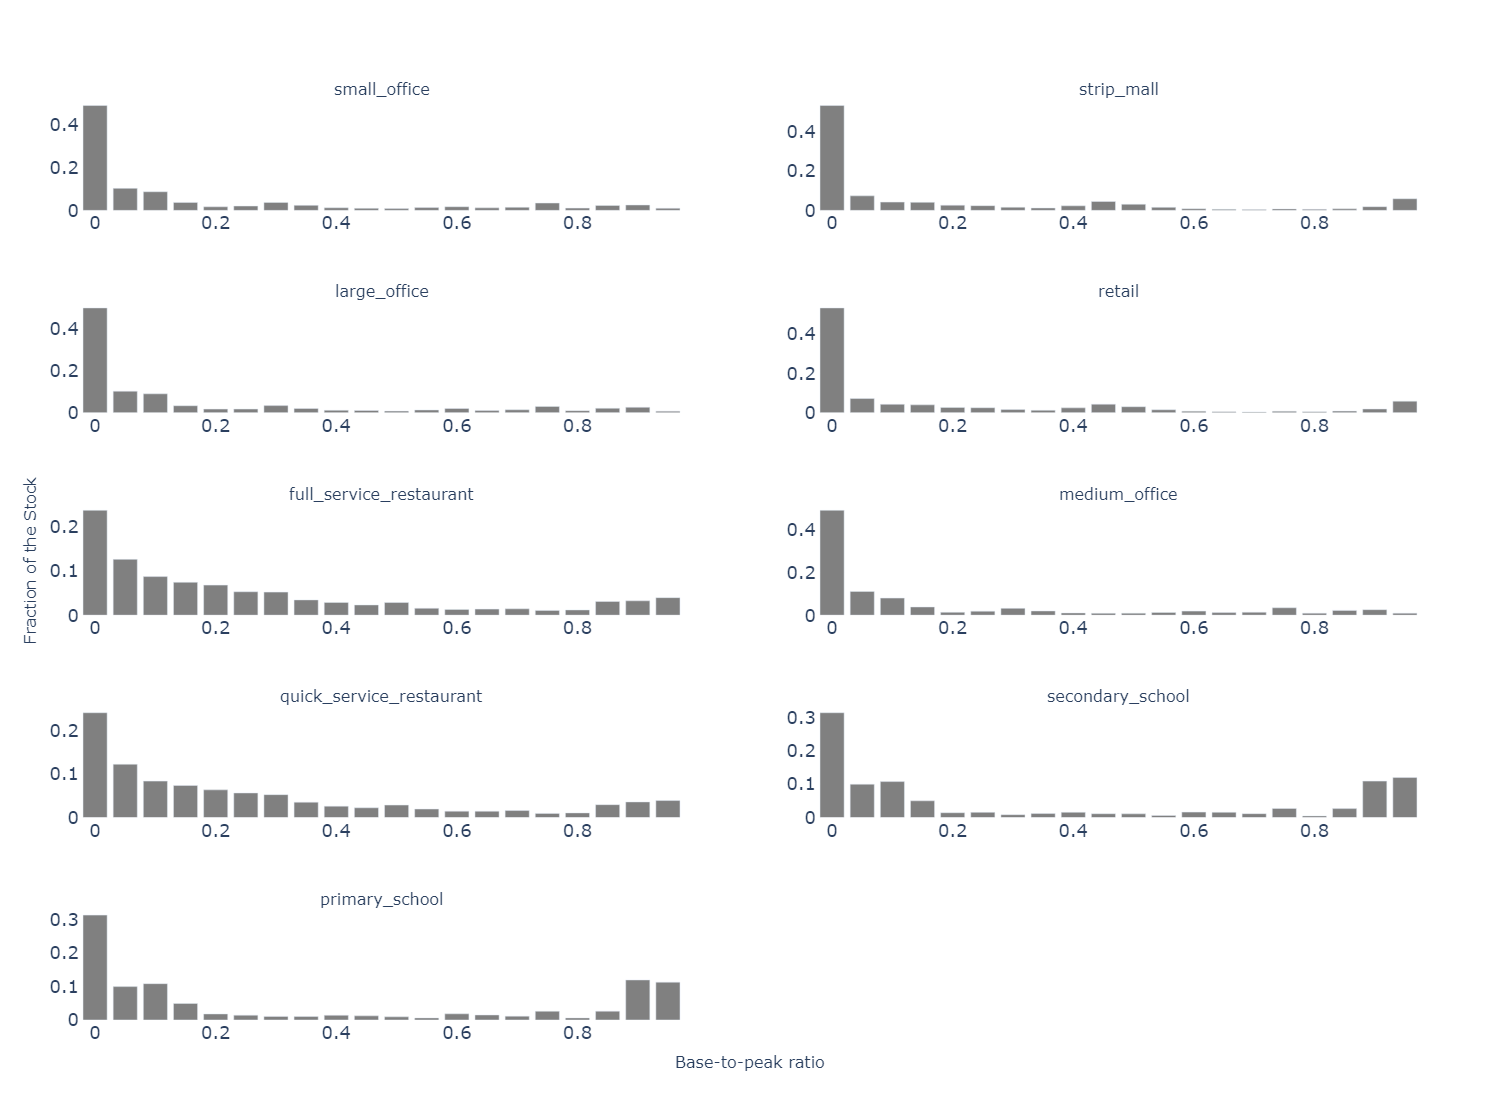 small_office
0.4
0.2
0
0 0.2 0.4 0.6 0.8
strip_mall
0.4
0.2
0
0 0.2 0.4 0.6 0.8
large_office
0.4
0.2
0
0 0.2 0.4 0.6 0.8
retail
0.4
0.2
0
0 0.2 0.4 0.6 0.8
Fraction of the Stock
full_service_restaurant
0.2
0.1
0
0 0.2 0.4 0.6 0.8
medium_office
0.4
0.2
0
0 0.2 0.4 0.6 0.8
quick_service_restaurant
0.2
0.1
0
0 0.2 0.4 0.6 0.8
secondary_school
0.3
0.2
0.1
0
0 0.2 0.4 0.6 0.8
primary_school
0.3
0.2
0.1
0
0 0.2 0.4 0.6 0.8
Base-to-peak ratio